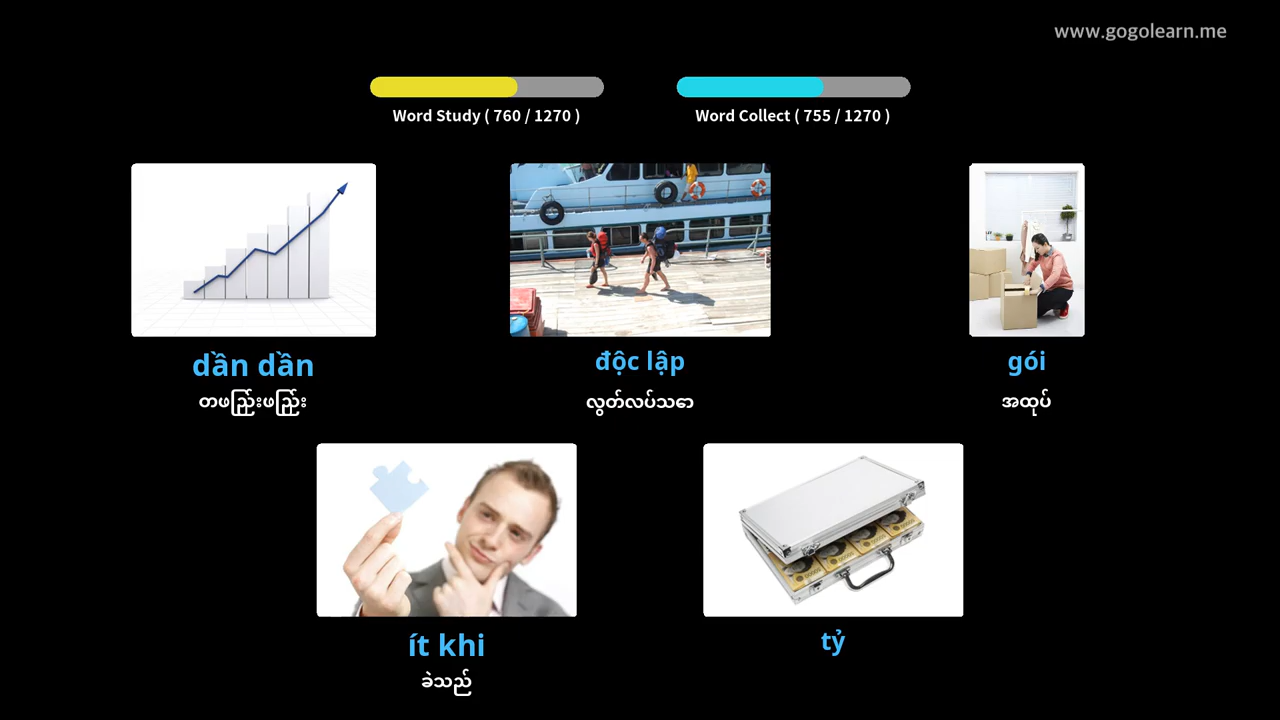 www.gogolearn.me
Word Study ( 760 / 1270 )
Word Collect ( 755 / 1270 )
dần dần
độc lập
gói
တဖြည်းဖြည်း
လွတ်လပ်သော
အထုပ်
ít khi
tỷ
ခဲသည်